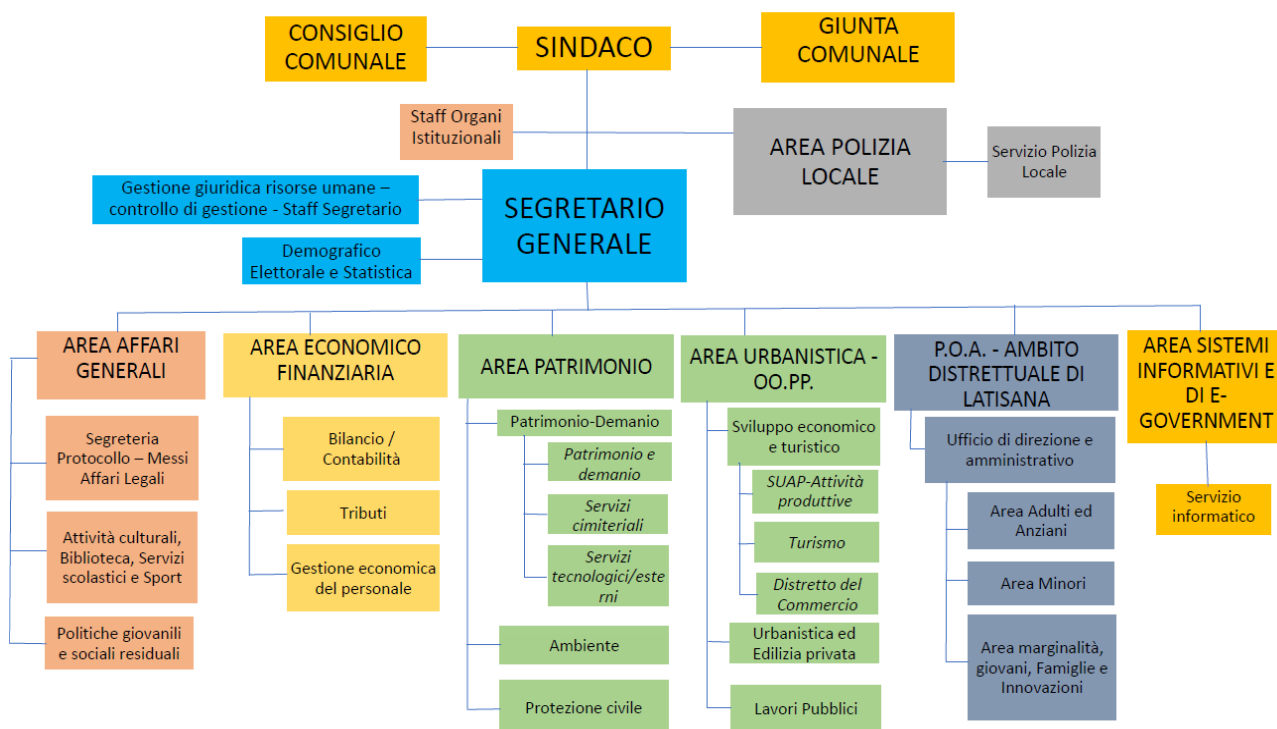 CONSIGLIO
COMUNALE
SINDACO
GIUNTA
COMUNALE
Staff Organi
Istituzionali
AREA POLIZIA
LOCALE
Servizio Polizia
Locale
Gestione giuridica risorse umane –
controllo di gestione - Staff Segretario
SEGRETARIO
GENERALE
Demografico
Elettorale e Statistica
AREA AFFARI
GENERALI
Segreteria
Protocollo – Messi
Affari Legali
Attività culturali,
Biblioteca, Servizi
scolastici e Sport
Politiche giovanili
e sociali residuali
AREA ECONOMICO
FINANZIARIA
Bilancio /
Contabilità
Tributi
Gestione economica
del personale
AREA PATRIMONIO
Patrimonio-Demanio
Patrimonio e
demanio
Servizi
cimiteriali
Servizi
tecnologici/este
rni
Ambiente
Protezione civile
AREA URBANISTICA -
OO.PP.
Sviluppo economico
e turistico
SUAP-Attività
produttive
Turismo
Distretto del
Commercio
Urbanistica ed
Edilizia privata
Lavori Pubblici
P.O.A. - AMBITO
DISTRETTUALE DI
LATISANA
Ufficio di direzione e
amministrativo
Area Adulti ed
Anziani
Area Minori
Area marginalità,
giovani, Famiglie e
Innovazioni
AREA SISTEMI
INFORMATIVI E
DI E-
GOVERNMENT
Servizio
informatico